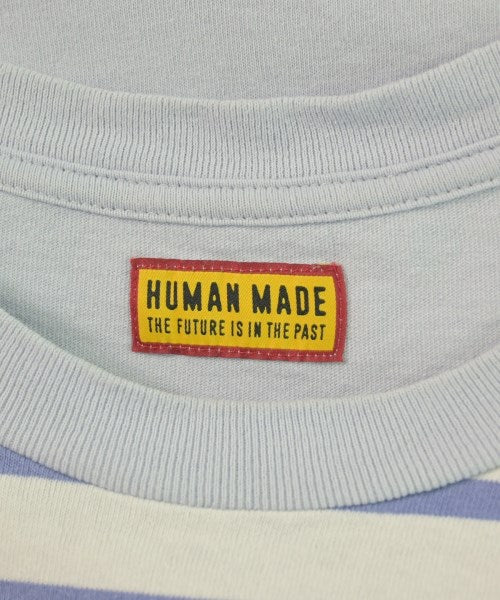 HUMAN MADE
THE FUTURE IS IN THE PAST